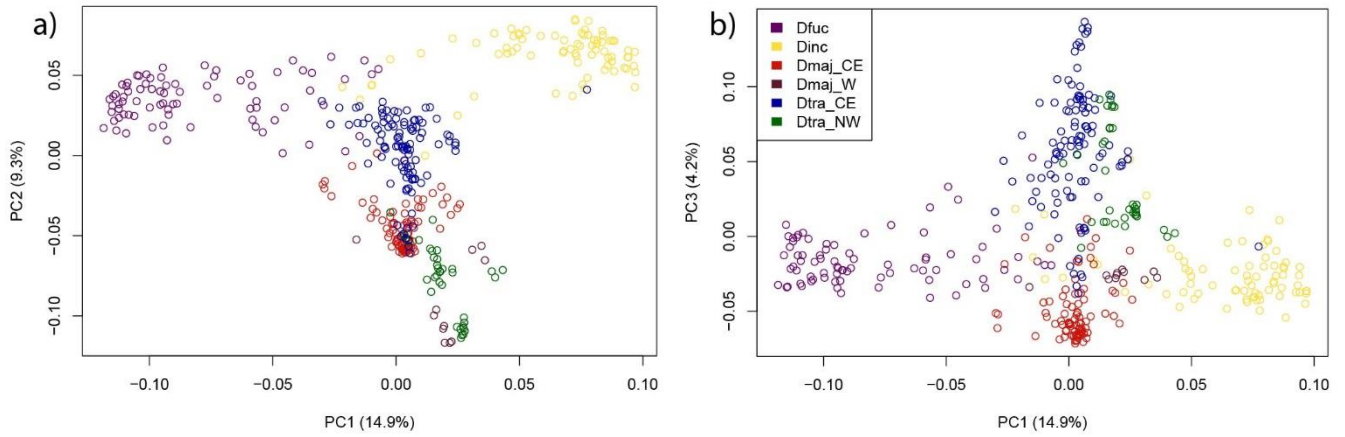 a)
PC2 (9.3%)
0.05
0.00
−0.05
−0.10
−0.10
−0.05
0.00
0.05
0.10
PC1 (14.9%)
b)
Dfuc
Dinc
Dmaj_CE
Dmaj_W
Dtra_CE
Dtra_NW
PC3 (4.2%)
0.10
0.05
0.00
−0.05
−0.10
−0.05
0.00
0.05
0.10
PC1 (14.9%)